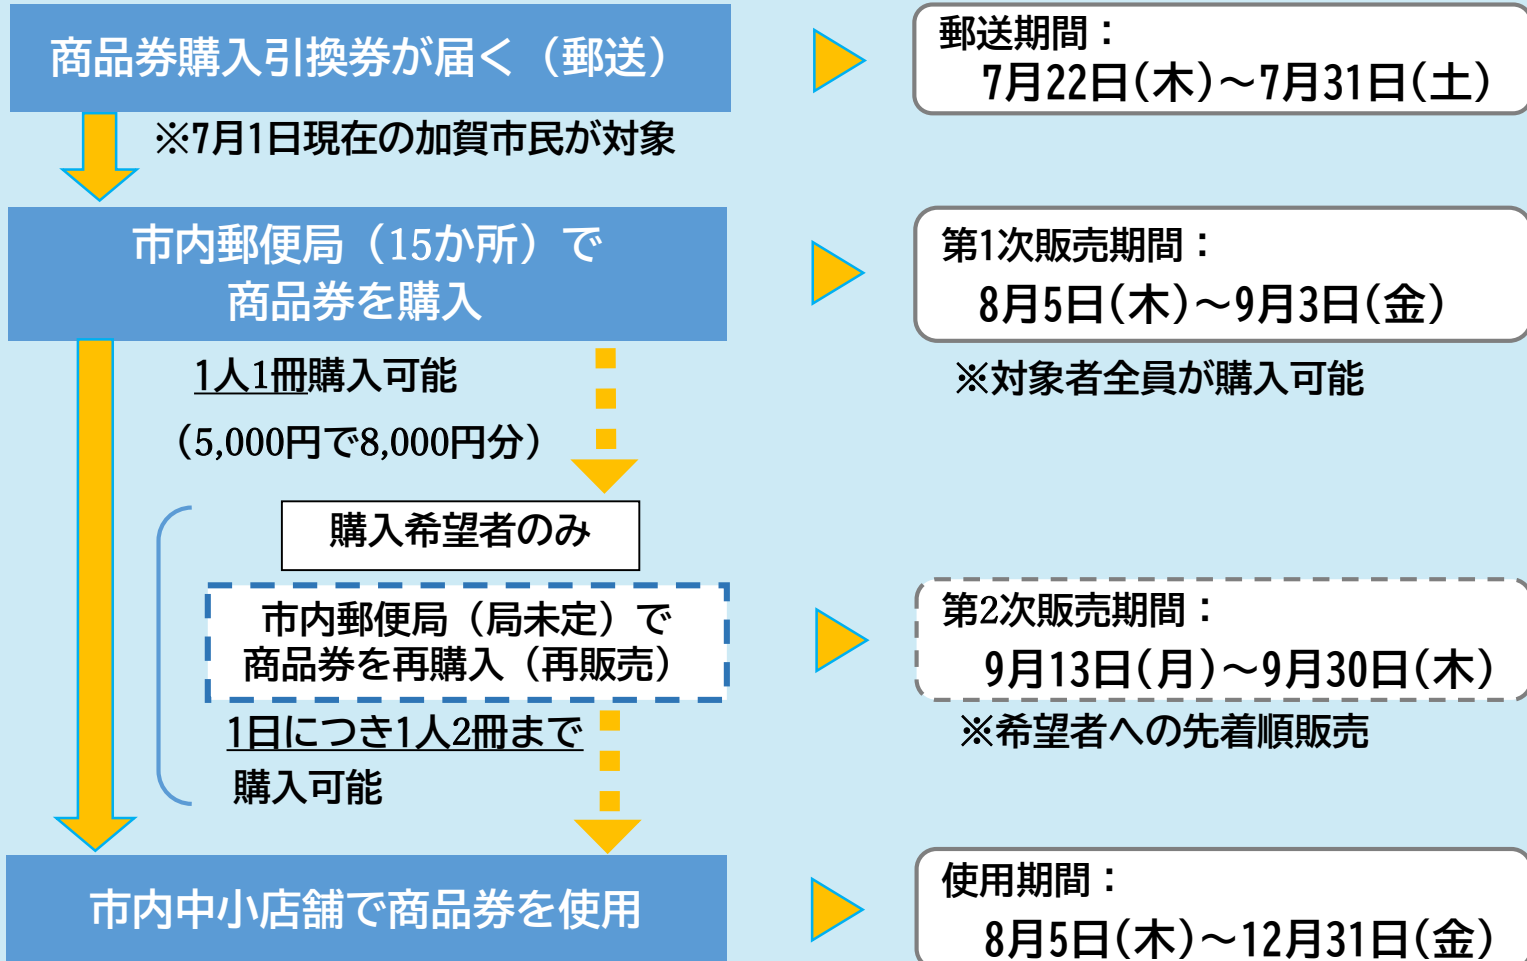 商品券購入引換券が届く（郵送）
郵送期間：
7月22日(木)～7月31日(土)
※7月1日現在の加賀市民が対象
市内郵便局（15か所）で
商品券を購入
第1次販売期間：
8月5日(木)～9月3日(金)
※対象者全員が購入可能
1人1冊購入可能
（5,000円で8,000円分）
購入希望者のみ
市内郵便局（局未定）で
商品券を再購入（再販売）
第2次販売期間：
9月13日(月)～9月30日(木)
※希望者への先着順販売
1日につき1人2冊まで
購入可能
市内中小店舗で商品券を使用
使用期間：
8月5日(木)～12月31日(金)